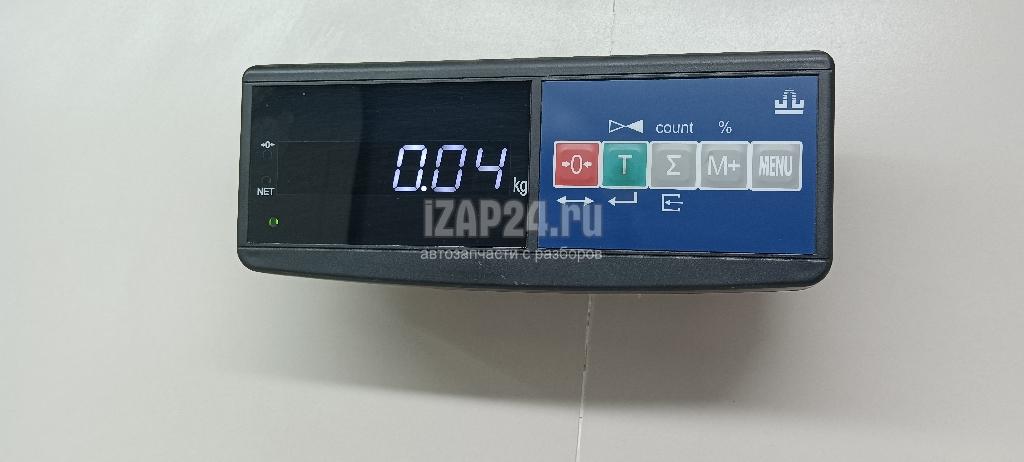 count %
→0←
→0← T Σ M+ MENU
NET
0.04 kg
iZAP24.ru
автозапчасти с разборов